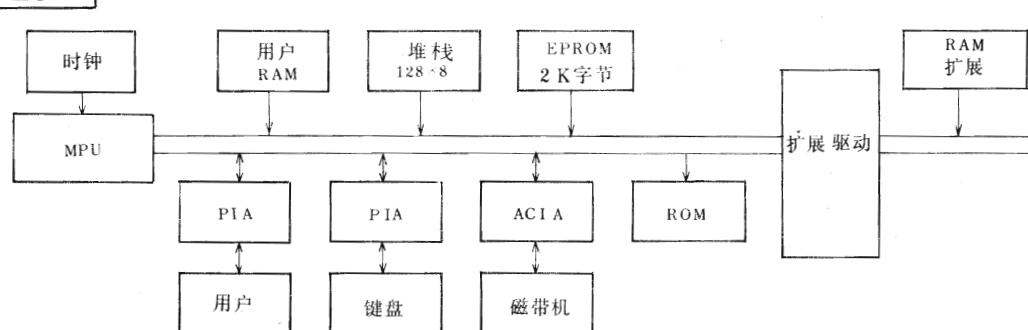 时钟
用户
RAM
堆栈
128×8
EPROM
2K字节
RAM
扩展
MPU
扩展驱动
PIA
PIA
ACIA
ROM
用户
键盘
磁带机